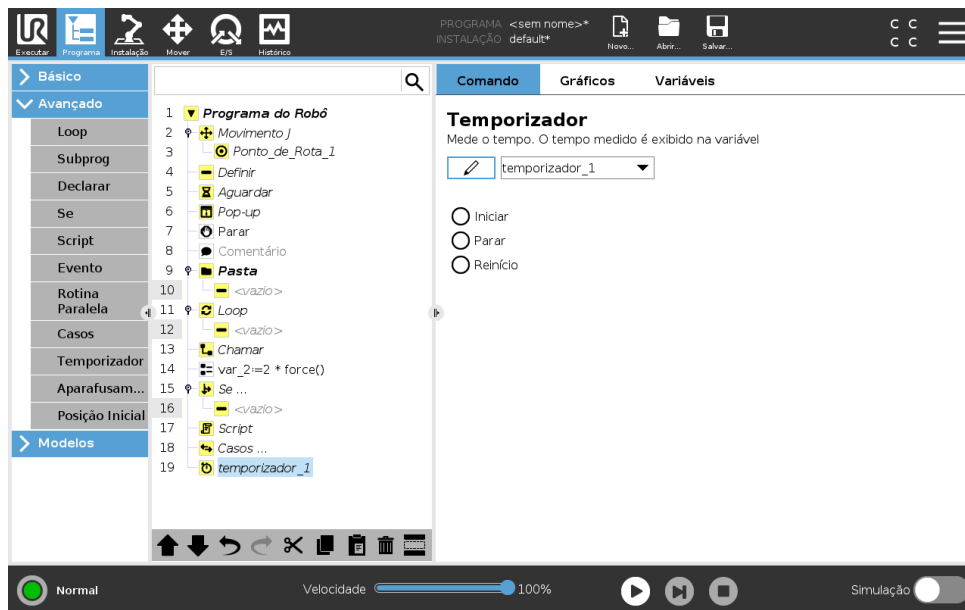 PROGRAMA <sem nome>*
INSTALAÇÃO default*
C C
C C
Executar Programa Instalação Mover E/S Histórico Novo... Abrir... Salvar...
Básico
Avançado
Loop
Subprog
Declarar
Se
Script
Evento
Rotina
Paralela
Casos
Temporizador
Aparafusam...
Posição Inicial
Modelos
1 Programa do Robô
2 Movimento J
3 Ponto_de_Rota_1
4 Definir
5 Aguardar
6 Pop-up
7 Parar
8 Comentário
9 Pasta
10 <vazio>
11 Loop
12 <vazio>
13 Chamar
14 var_2:=2 * force()
15 Se ...
16 <vazio>
17 Script
18 Casos ...
19 temporizador_1
Comando Gráficos Variáveis
Temporizador
Mede o tempo. O tempo medido é exibido na variável
temporizador_1
Iniciar
Parar
Reinício
Normal Velocidade 100% Simulação